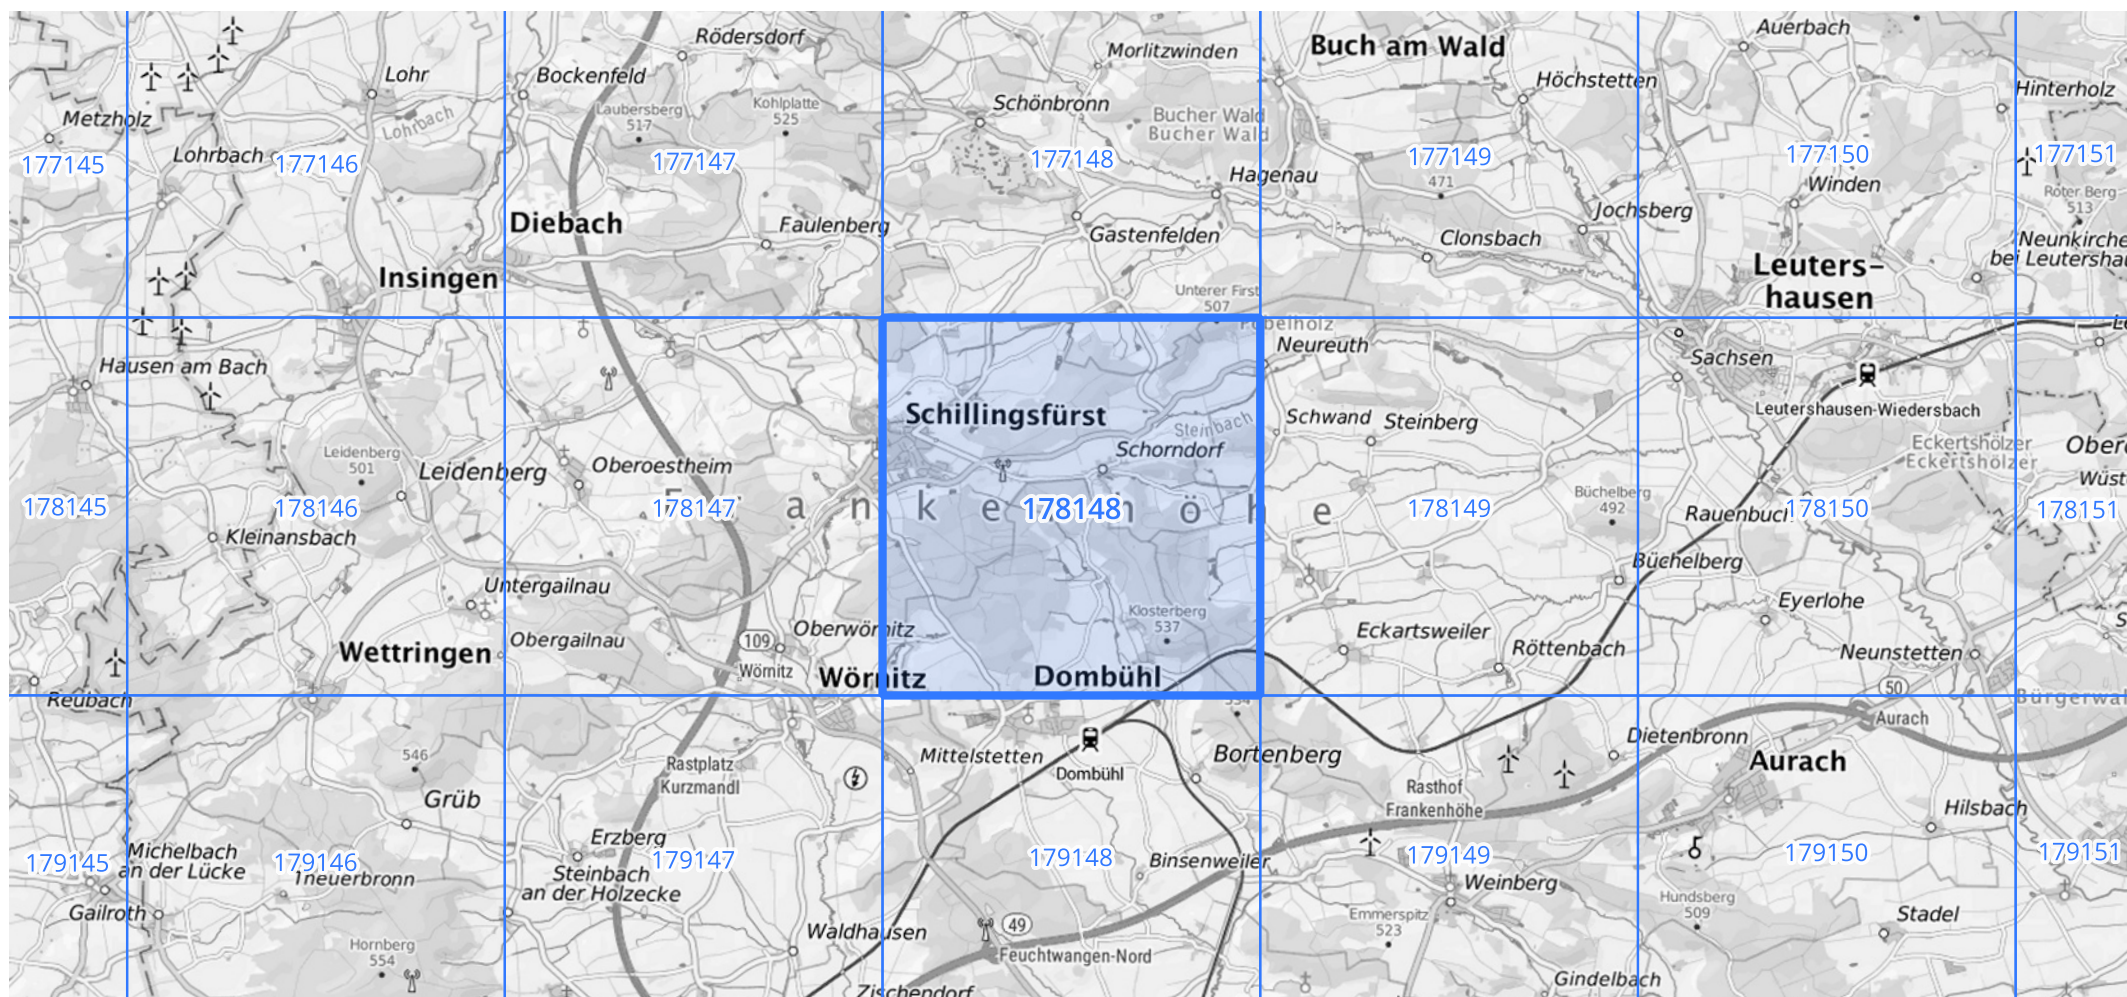 Rödersdorf
Morlitzwinden
Buch am Wald
Auerbach
Lohr
Bockenfeld
Laubersberg
517
Kohlplatte
525
Schönbronn
Bucher Wald
Bucher Wald
Höchstetten
Hinterholz
Metzholz
Lohrbach
Lohrbach
177145
177146
177147
177148
177149
177150
177151
Hagenau
471
Winden
Roter Berg
513
Diebach
Faulenberg
Gastenfelden
Clonsbach
Jochsberg
Neunkirche
bei Leutershau
Insingen
Unterer First
507
Leuters-
hausen
Neureuth
Sachsen
Hausen am Bach
Schillingsfürst
Steinbach
Schwand
Steinberg
Leutershausen-Wiedersbach
Leidenberg
501
Leidenberg
Oberoestheim
Schorndorf
Eckertshölzer
Eckertshölzer
Büchelberg
492
178145
178146
178147
178148
178149
178150
178151
a n k e n h ö h e
Kleinansbach
Büchelberg
Untergailnau
Klosterberg
537
Eyerlohe
Wettringen
Obergailnau
109
Wörnitz
Oberwörnitz
Wörnitz
Dombühl
Eckartsweiler
Röttenbach
Neunstetten
Reubach
50
Aurach
546
Rastplatz
Kurzmandl
Mittelstetten
Dombühl
Bortenberg
Dietenbronn
Aurach
Grüb
Rasthof
Frankenhöhe
Hilsbach
Erzberg
Michelbach
an der Lücke
179145
179146
179147
179148
179149
179150
179151
Steinbach
an der Holzecke
Binsenweiler
Weinberg
Gailroth
Hornberg
554
Waldhausen
49
Feuchtwangen-Nord
Emmerspitz
523
Hundsberg
509
Stadel
Zischendorf
Gindelbach